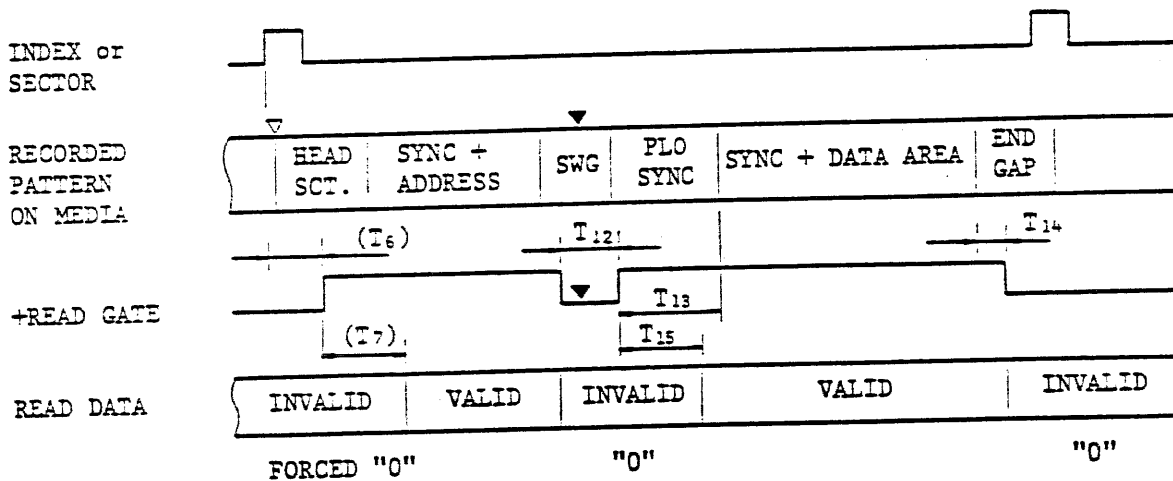 INDEX or
SECTOR
RECORDED
PATTERN
ON MEDIA
HEAD
SCT.
SYNC +
ADDRESS
SWG
PLO
SYNC
SYNC + DATA AREA
END
GAP
(T6)
T12
T14
+READ GATE
(T7)
T13
T15
READ DATA
INVALID
VALID
INVALID
VALID
INVALID
FORCED "0"
"0"
"0"